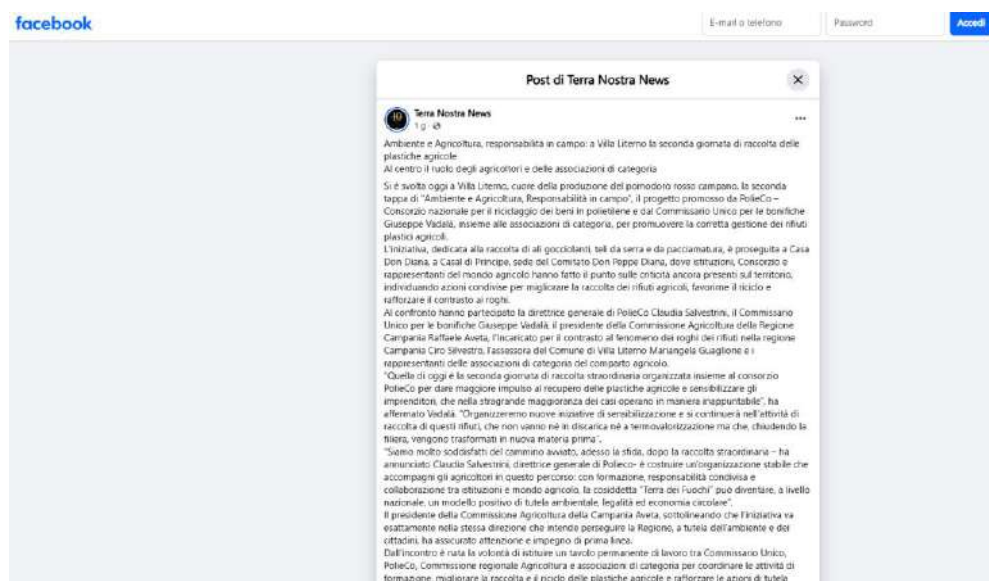 facebook
E-mail o telefono
Password
Accedi
Post di Terra Nostra News
Terra Nostra News
1 g
Ambiente e Agricoltura, responsabilità in campo: a Villa Literno la seconda giornata di raccolta delle
plastiche agricole
Al centro il ruolo degli agricoltori e delle associazioni di categoria
Si è svolta oggi a Villa Literno, cuore della produzione del pomodoro rosso campano, la seconda
tappa di "Ambiente e Agricoltura, Responsabilità in campo", il progetto promosso da PolieCo –
Consorzio nazionale per il riciclaggio dei beni in polietilene e dal Commissario Unico per le bonifiche
Giuseppe Vadalà, insieme alle associazioni di categoria, per promuovere la corretta gestione dei rifiuti
plastici agricoli.
L'iniziativa, dedicata alla raccolta di ali gocciolanti, teli da serra e da pacciamatura, è proseguita a Casa
Don Diana, a Casal di Principe, sede del Comitato Don Peppe Diana, dove istituzioni, Consorzio e
rappresentanti del mondo agricolo hanno fatto il punto sulle criticità ancora presenti sul territorio,
individuando azioni condivise per migliorare la raccolta dei rifiuti agricoli, favorirne il riciclo e
rafforzare il contrasto ai roghi.
Al confronto hanno partecipato la direttrice generale di PolieCo Claudia Salvestrini, il Commissario
Unico per le bonifiche Giuseppe Vadalà, il presidente della Commissione Agricoltura della Regione
Campania Raffaele Aveta, l'incaricato per il contrasto al fenomeno dei roghi dei rifiuti nella regione
Campania Ciro Silvestro, l'assessora del Comune di Villa Literno Mariangela Guaglione e i
rappresentanti delle associazioni di categoria del comparto agricolo.
"Quella di oggi è la seconda giornata di raccolta straordinaria organizzata insieme al consorzio
PolieCo per dare maggiore impulso al recupero delle plastiche agricole e sensibilizzare gli
imprenditori, che nella stragrande maggioranza dei casi operano in maniera inappuntabile", ha
affermato Vadalà. "Organizzeremo nuove iniziative di sensibilizzazione e si continuerà nell'attività di
raccolta di questi rifiuti, che non vanno né in discarica né a termovalorizzazione ma che, chiudendo la
filiera, vengono trasformati in nuova materia prima".
"Siamo molto soddisfatti del cammino avviato, adesso la sfida, dopo la raccolta straordinaria – ha
annunciato Claudia Salvestrini, direttrice generale di Polieco- è costruire un'organizzazione stabile che
accompagni gli agricoltori in questo percorso: con formazione, responsabilità condivisa e
collaborazione tra istituzioni e mondo agricolo, la cosiddetta "Terra dei Fuochi" può diventare, a livello
nazionale, un modello positivo di tutela ambientale, legalità ed economia circolare".
Il presidente della Commissione Agricoltura della Campania Aveta, sottolineando che l'iniziativa va
esattamente nella stessa direzione che intende perseguire la Regione, a tutela dell'ambiente e dei
cittadini, ha assicurato attenzione e impegno di prima linea.
Dall'incontro è nata la volontà di istituire un tavolo permanente di lavoro tra Commissario Unico,
PolieCo, Commissione regionale Agricoltura e associazioni di categoria per coordinare le attività di
formazione, migliorare la raccolta e il riciclo delle plastiche agricole e rafforzare le azioni di tutela